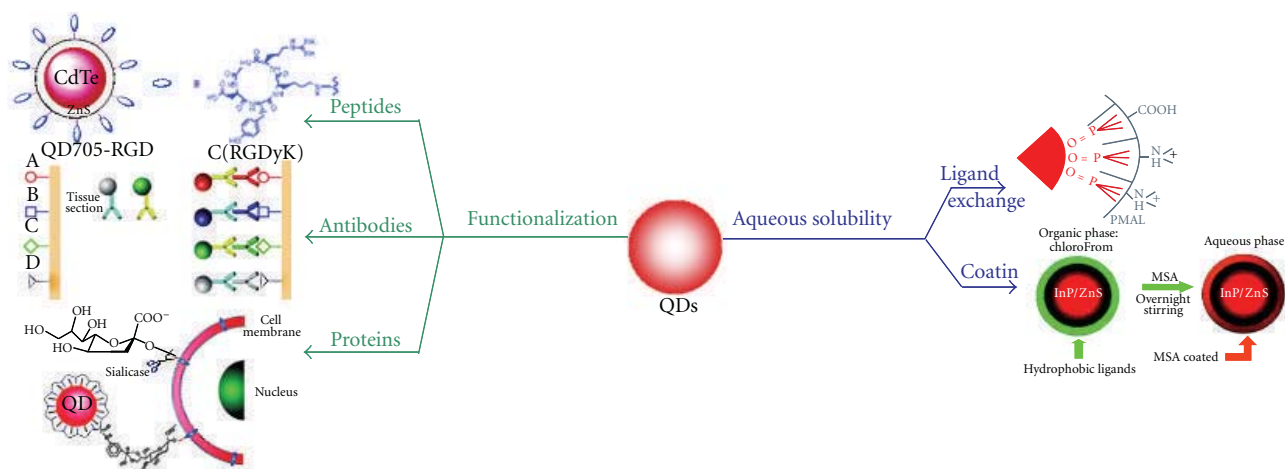 CdTe
ZnS
QD705-RGD
C(RGDyK)
Peptides
A
B
C
D
Tissue
section
Antibodies
Functionalization
QDs
Aqueous solubility
Ligand
exchange
COOH
O = P
O = P
O = P
N
H
+
N
H
+
PMAL
Coatin
Organic phase:
chloroFrom
InP/ZnS
Hydrophobic ligands
MSA
Overnight
stirring
Aqueous phase
InP/ZnS
MSA coated
Proteins
Cell
membrane
Nucleus
HO
OH
OH
HO
HO
O
COO⁻
O
Sialicase
QD